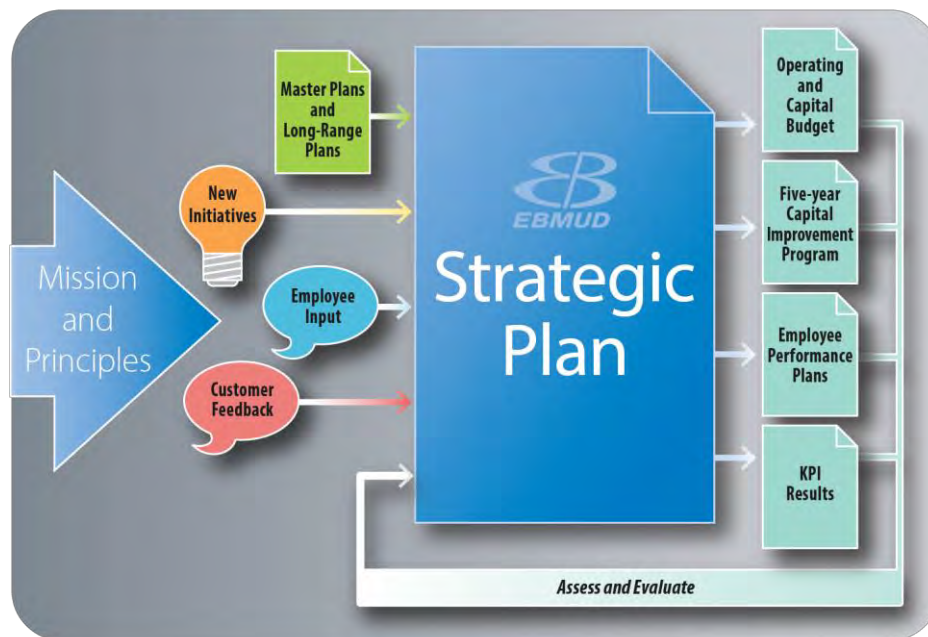 Mission
and
Principles
Master Plans
and
Long-Range
Plans
New
Initiatives
Employee
Input
Customer
Feedback
EBMUD
Strategic
Plan
Operating
and
Capital
Budget
Five-year
Capital
Improvement
Program
Employee
Performance
Plans
KPI
Results
Assess and Evaluate